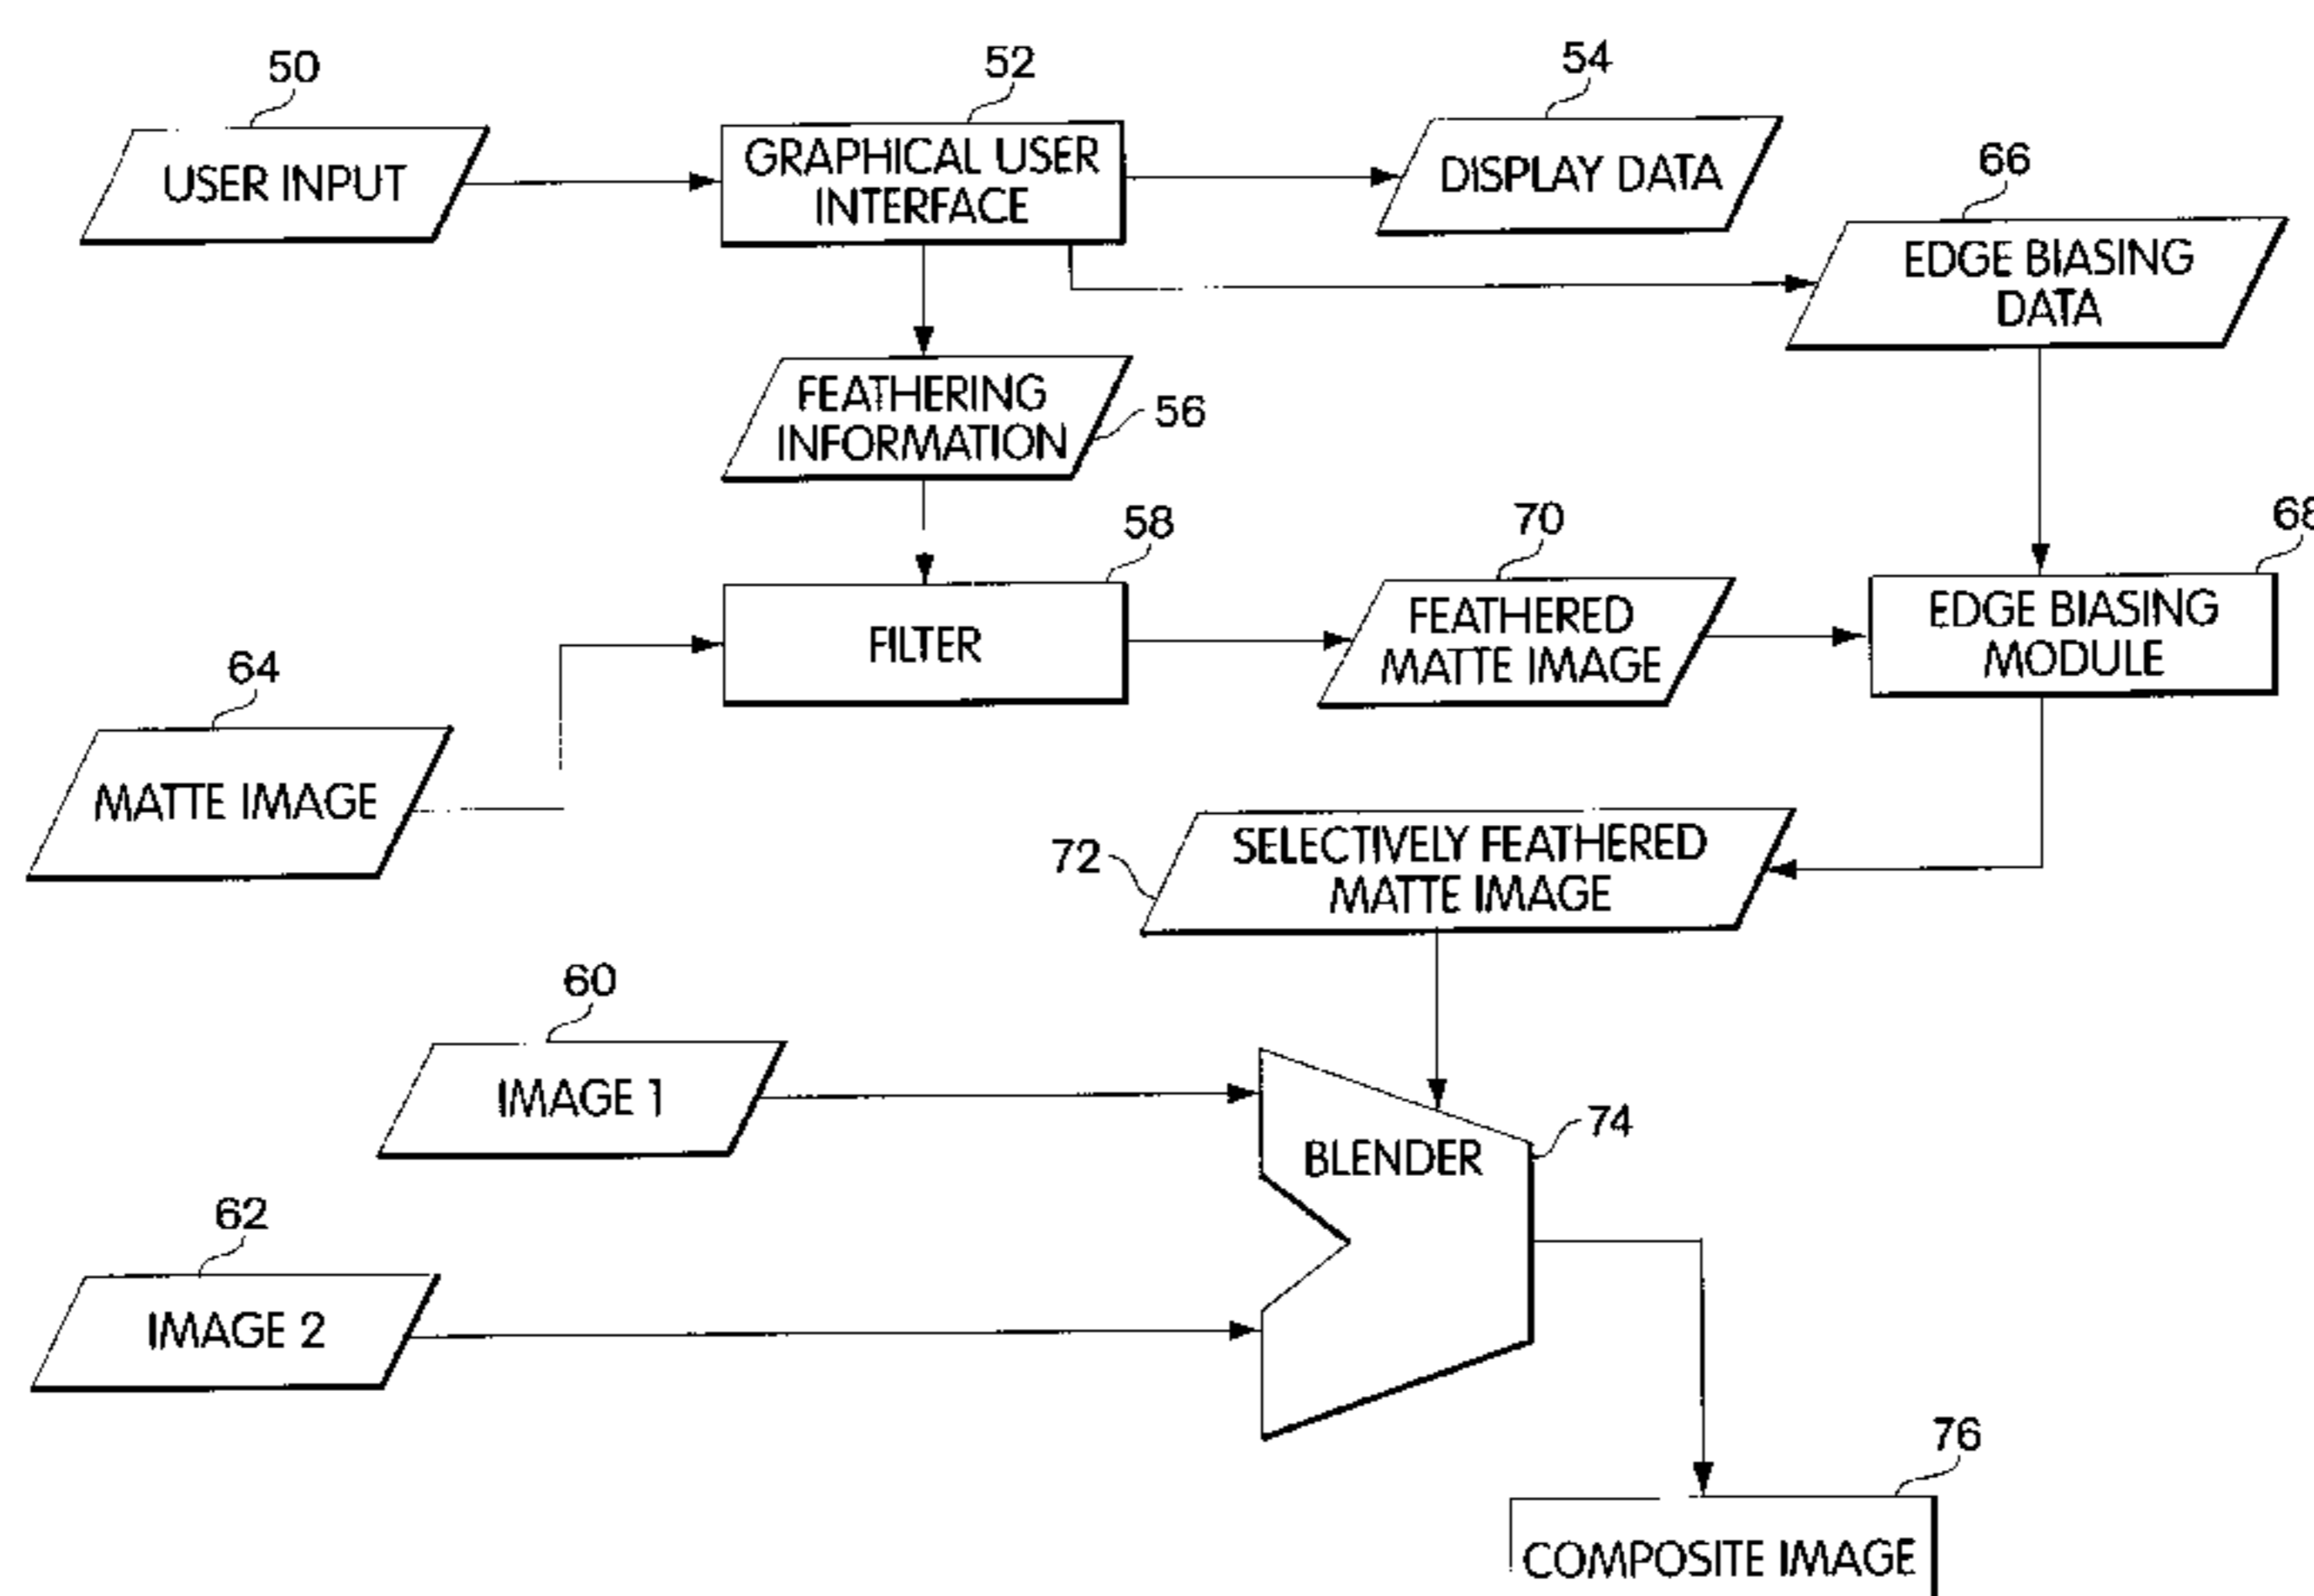 50
52
54
USER INPUT
GRAPHICAL USER
INTERFACE
DISPLAY DATA
66
EDGE BIASING
DATA
FEATHERING
INFORMATION
56
58
70
68
FILTER
FEATHERED
MATTE IMAGE
EDGE BIASING
MODULE
64
MATTE IMAGE
72
SELECTIVELY FEATHERED
MATTE IMAGE
60
IMAGE 1
74
BLENDER
62
IMAGE 2
76
COMPOSITE IMAGE